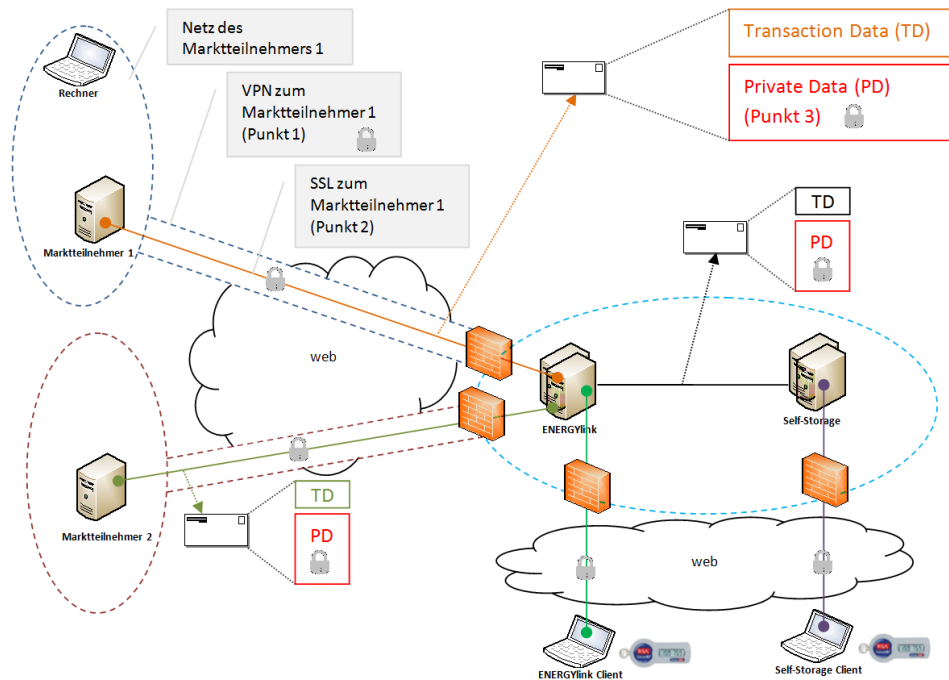 Netz des
Marktteilnehmers 1
VPN zum
Marktteilnehmer 1
(Punkt 1)
SSL zum
Marktteilnehmer 1
(Punkt 2)
Transaction Data (TD)
Private Data (PD)
(Punkt 3)
Rechner
Marktteilnehmer 1
TD
PD
web
ENERGYlink
Self-Storage
Marktteilnehmer 2
TD
PD
web
ENERGYlink Client
Self-Storage Client